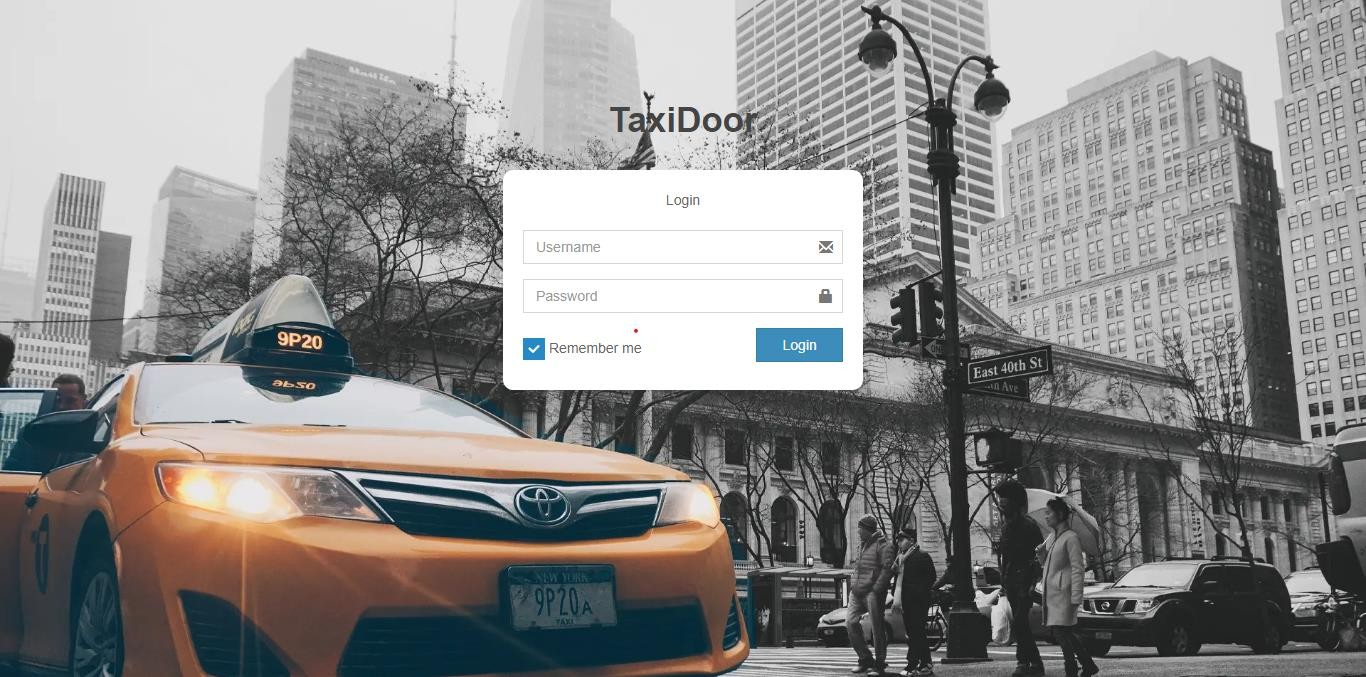 TaxiDoor
Login
Username
Password
Remember me
Login
9P20
East 40th St
NEW YORK
9P20A
TAXI